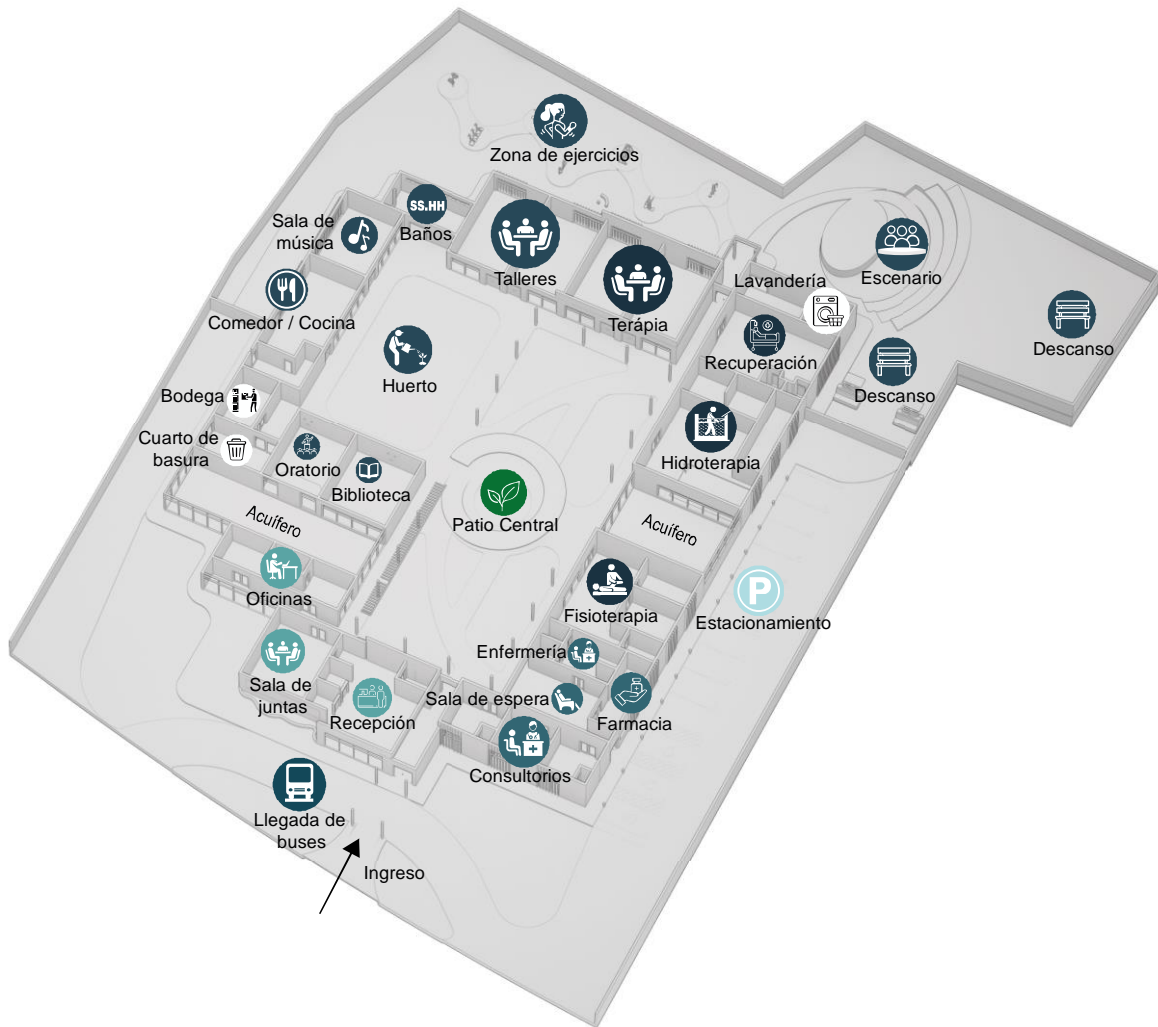 Zona de ejercicios
SS.HH
Baños
Sala de
música
Talleres
Terápia
Lavandería
Escenario
Comedor / Cocina
Huerto
Recuperación
Descanso
Descanso
Bodega
Cuarto de
basura
Oratorio
Biblioteca
Hidroterapia
Patio Central
Acuífero
Acuífero
Oficinas
Fisioterapia
P
Estacionamiento
Enfermería
Sala de
juntas
Recepción
Sala de espera
Farmacia
Consultorios
Llegada de
buses
Ingreso